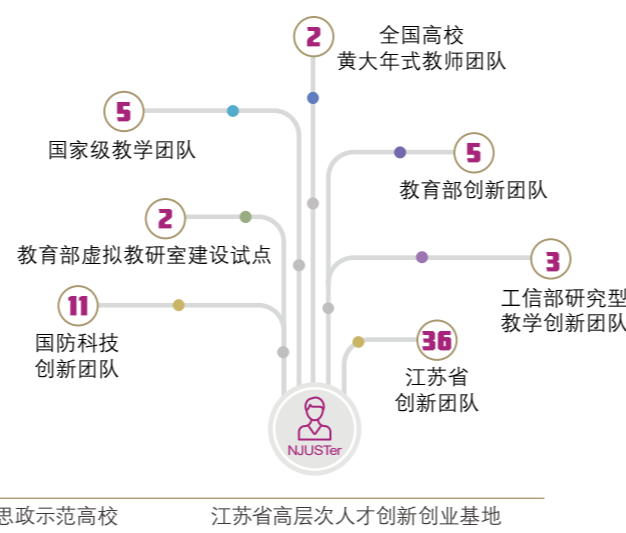 2
全国高校
黄大年式教师团队
5
国家级教学团队
5
教育部创新团队
2
教育部虚拟教研室建设试点
3
工信部研究型
教学创新团队
11
国防科技
创新团队
36
江苏省
创新团队
NJUSTer
思政示范高校
江苏省高层次人才创新创业基地